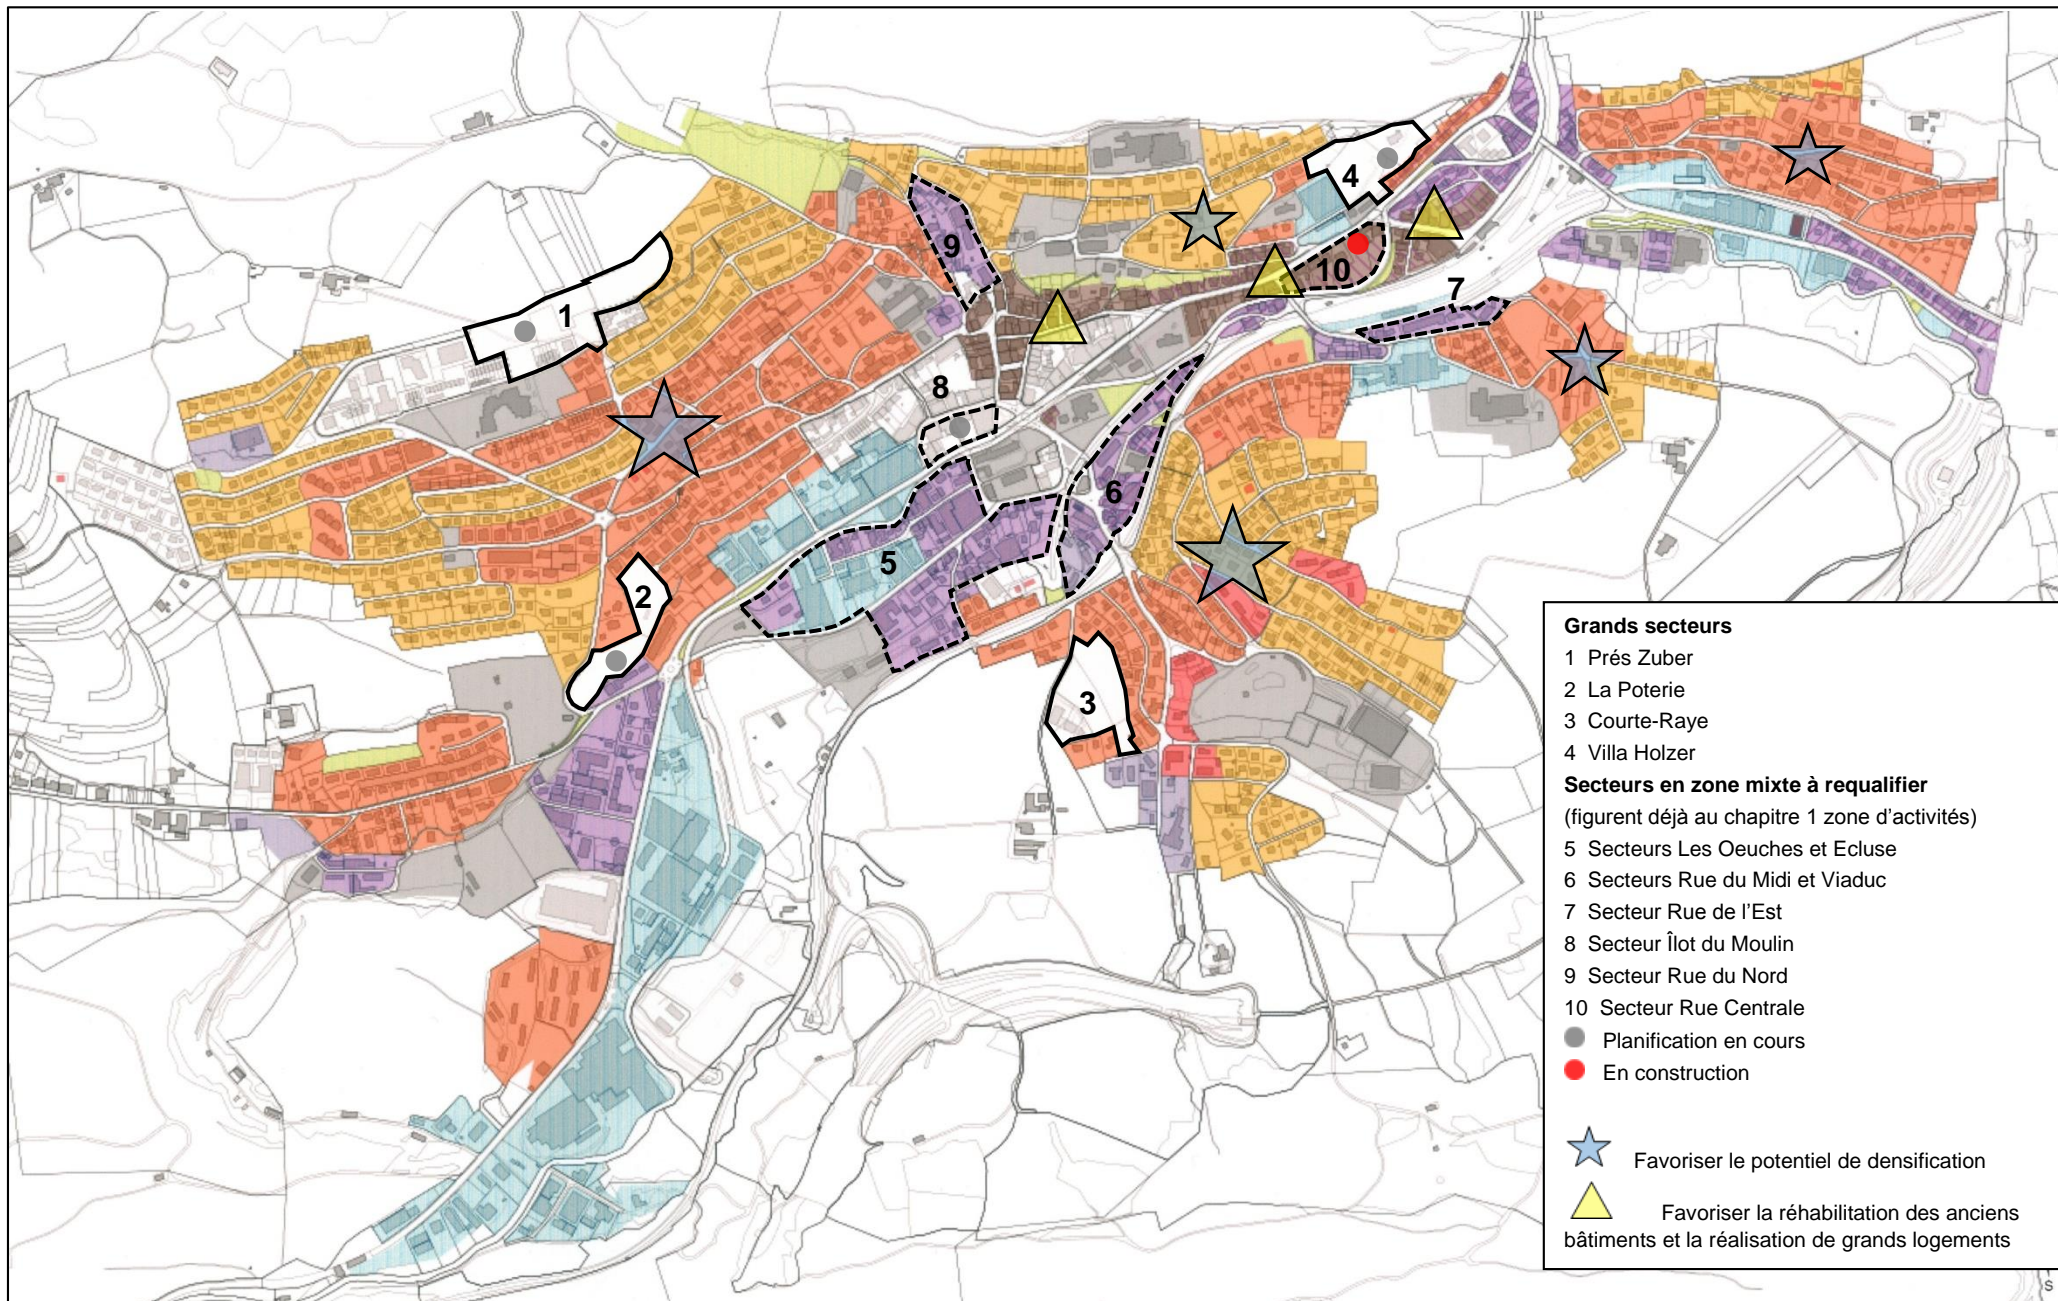 1
2
3
4
5
6
7
8
9
10
Grands secteurs
1 Prés Zuber
2 La Poterie
3 Courte-Raye
4 Villa Holzer
Secteurs en zone mixte à requalifier
(figurent déjà au chapitre 1 zone d'activités)
5 Secteurs Les Oeuches et Ecluse
6 Secteurs Rue du Midi et Viaduc
7 Secteur Rue de l'Est
8 Secteur Îlot du Moulin
9 Secteur Rue du Nord
10 Secteur Rue Centrale
Planification en cours
En construction
Favoriser le potentiel de densification
Favoriser la réhabilitation des anciens
bâtiments et la réalisation de grands logements
s